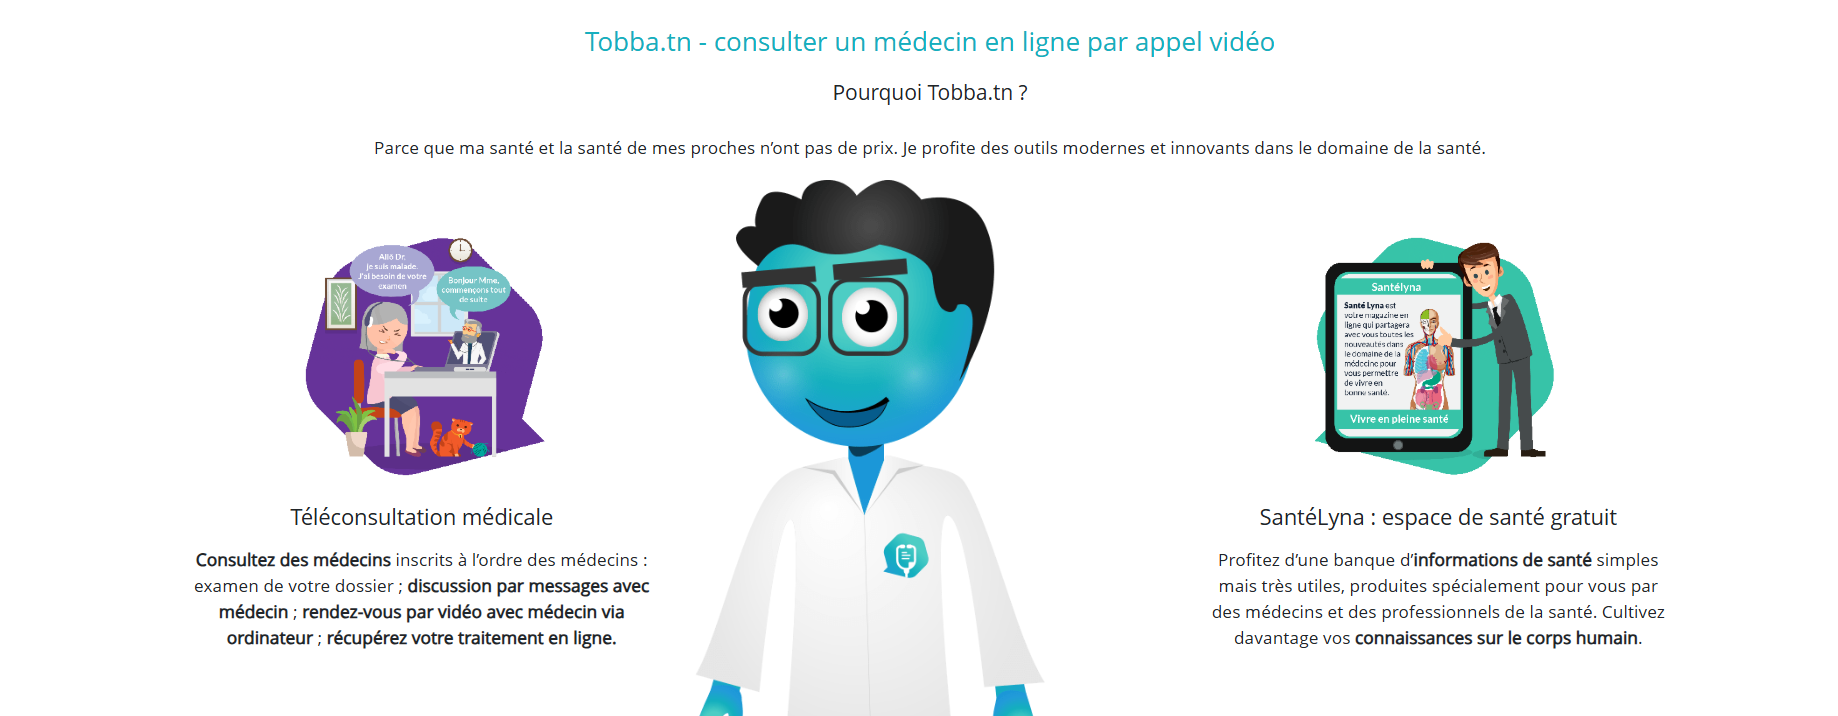 Tobba.tn - consulter un médecin en ligne par appel vidéo
Pourquoi Tobba.tn ?
Parce que ma santé et la santé de mes proches n’ont pas de prix. Je profite des outils modernes et innovants dans le domaine de la santé.
Allô Dr.
je suis malade.
J'ai besoin de votre
examen
Bonjour Mme,
commençons tout
de suite
Téléconsultation médicale
Consultez des médecins inscrits à l’ordre des médecins :
examen de votre dossier ; discussion par messages avec
médecin ; rendez-vous par vidéo avec médecin via
ordinateur ; récupérez votre traitement en ligne.
Santélyna
Santé Lyna est
votre magazine en
ligne qui partagera
avec vous toutes les
nouveautés dans
le domaine de la
médecine pour
vous permettre
de vivre en
bonne santé.
Vivre en pleine santé
SantéLyna : espace de santé gratuit
Profitez d’une banque d’informations de santé simples
mais très utiles, produites spécialement pour vous par
des médecins et des professionnels de la santé. Cultivez
davantage vos connaissances sur le corps humain.